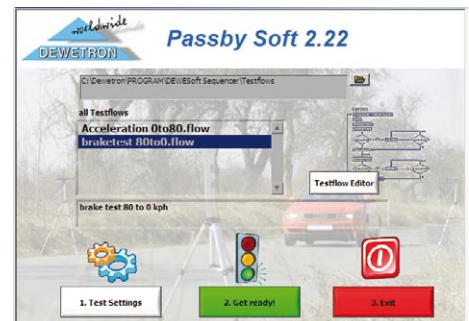 worldwide
DEWETRON
Passby Soft 2.22
C:\Dewetron\PROGRAM\DEWESoft Sequencer\Testflows
all Testflows
Acceleration 0to80.flow
braketest 80to0.flow
Testflow Editor
brake test 80 to 0 kph
1. Test Settings
2. Get ready!
3. Exit